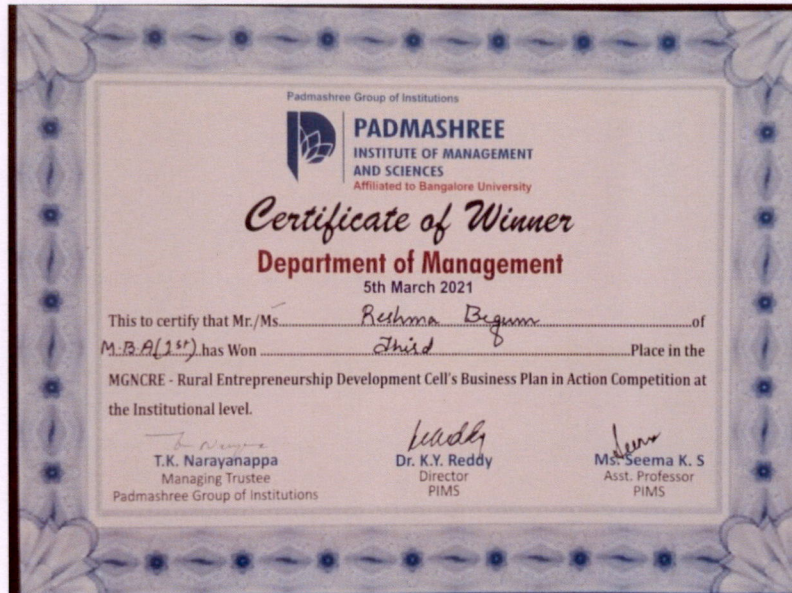 Padmashree Group of Institutions
PADMASHREE
INSTITUTE OF MANAGEMENT
AND SCIENCES
Affiliated to Bangalore University
Certificate of Winner
Department of Management
5th March 2021
This to certify that Mr./Ms. Reshma Begum of
M.B.A(1st) has Won Third Place in the
MGNCRE - Rural Entrepreneurship Development Cell's Business Plan in Action Competition at
the Institutional level.
T.K. Narayanappa Dr. K.Y. Reddy Ms. Seema K. S
Managing Trustee Director Asst. Professor
Padmashree Group of Institutions PIMS PIMS